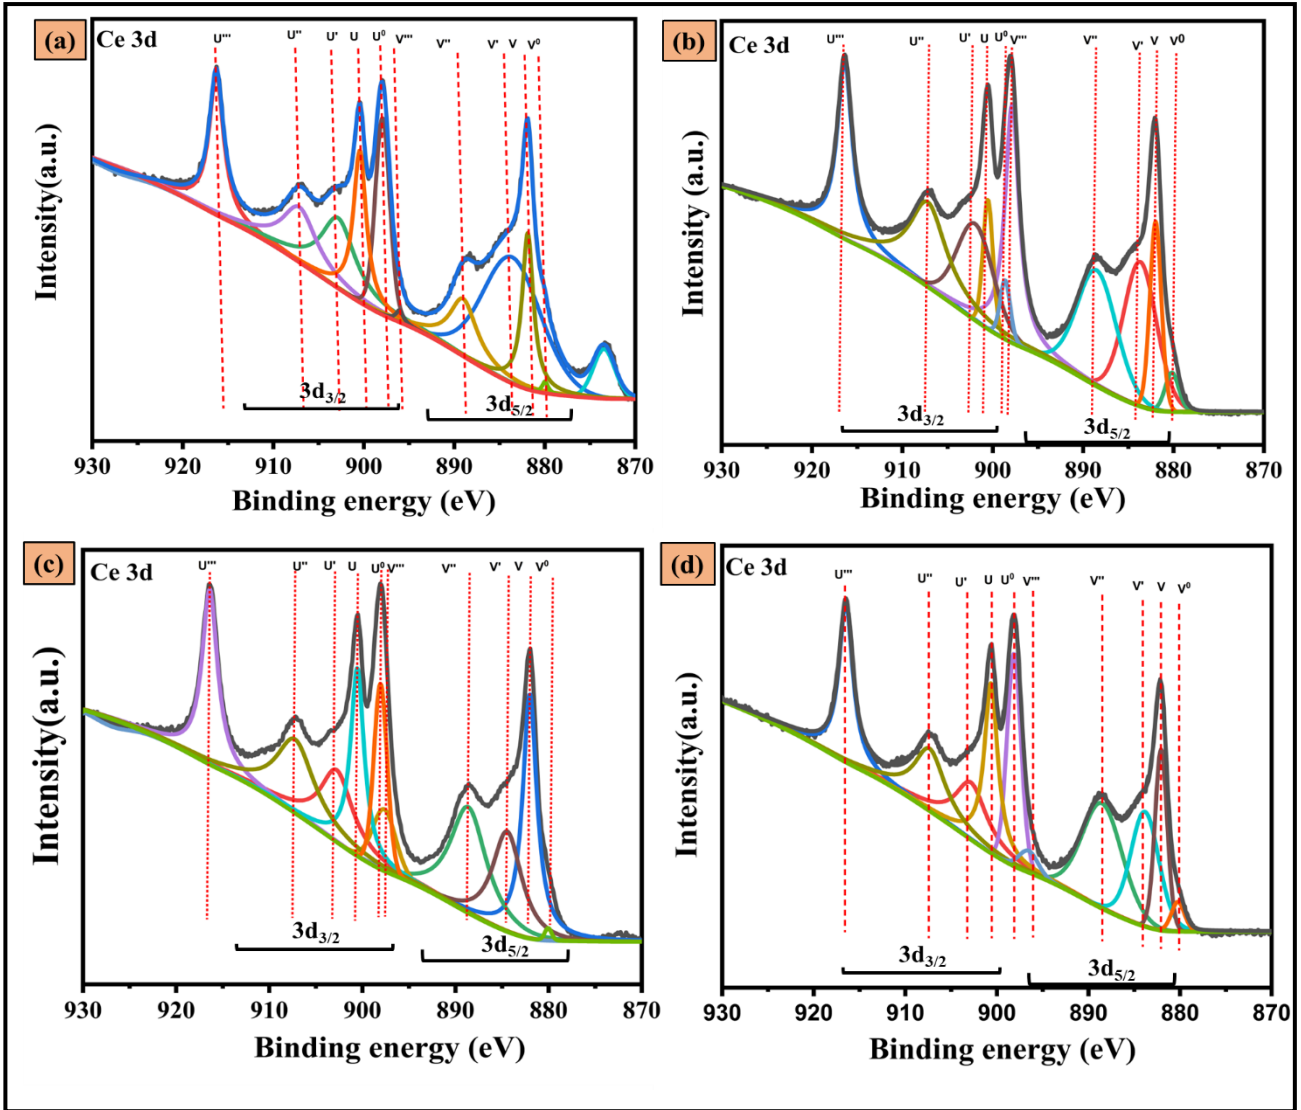 (a)
Ce 3d
U''' U'' U' U U⁰ V''' V'' V' V V⁰
Intensity(a.u.)
3d3/2
3d5/2
930 920 910 900 890 880 870
Binding energy (eV)
(b)
Ce 3d
U''' U'' U' U U⁰ V''' V'' V' V V⁰
Intensity (a.u.)
3d3/2
3d5/2
930 920 910 900 890 880 870
Binding energy (eV)
(c)
Ce 3d
U''' U'' U' U U⁰ V''' V'' V' V V⁰
Intensity(a.u.)
3d3/2
3d5/2
930 920 910 900 890 880 870
Binding energy (eV)
(d)
Ce 3d
U''' U'' U' U U⁰ V''' V'' V' V V⁰
Intensity(a.u.)
3d3/2
3d5/2
930 920 910 900 890 880 870
Binding energy (eV)